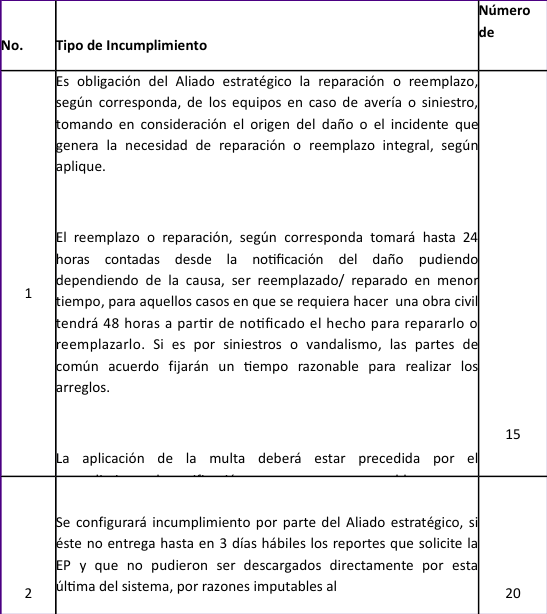 No.
Tipo de Incumplimiento
Número
de
1
Es obligación del Aliado estratégico la reparación o reemplazo,
según corresponda, de los equipos en caso de avería o siniestro,
tomando en consideración el origen del daño o el incidente que
genera la necesidad de reparación o reemplazo integral, según
aplique.
El reemplazo o reparación, según corresponda tomará hasta 24
horas contadas desde la notificación del daño pudiendo
dependiendo de la causa, ser reemplazado/ reparado en menor
tiempo, para aquellos casos en que se requiera hacer una obra civil
tendrá 48 horas a partir de notificado el hecho para repararlo o
reemplazarlo. Si es por siniestros o vandalismo, las partes de
común acuerdo fijarán un tiempo razonable para realizar los
arreglos.
La aplicación de la multa deberá estar precedida por el
15
2
Se configurará incumplimiento por parte del Aliado estratégico, si
éste no entrega hasta en 3 días hábiles los reportes que solicite la
EP y que no pudieron ser descargados directamente por esta
última del sistema, por razones imputables al
20